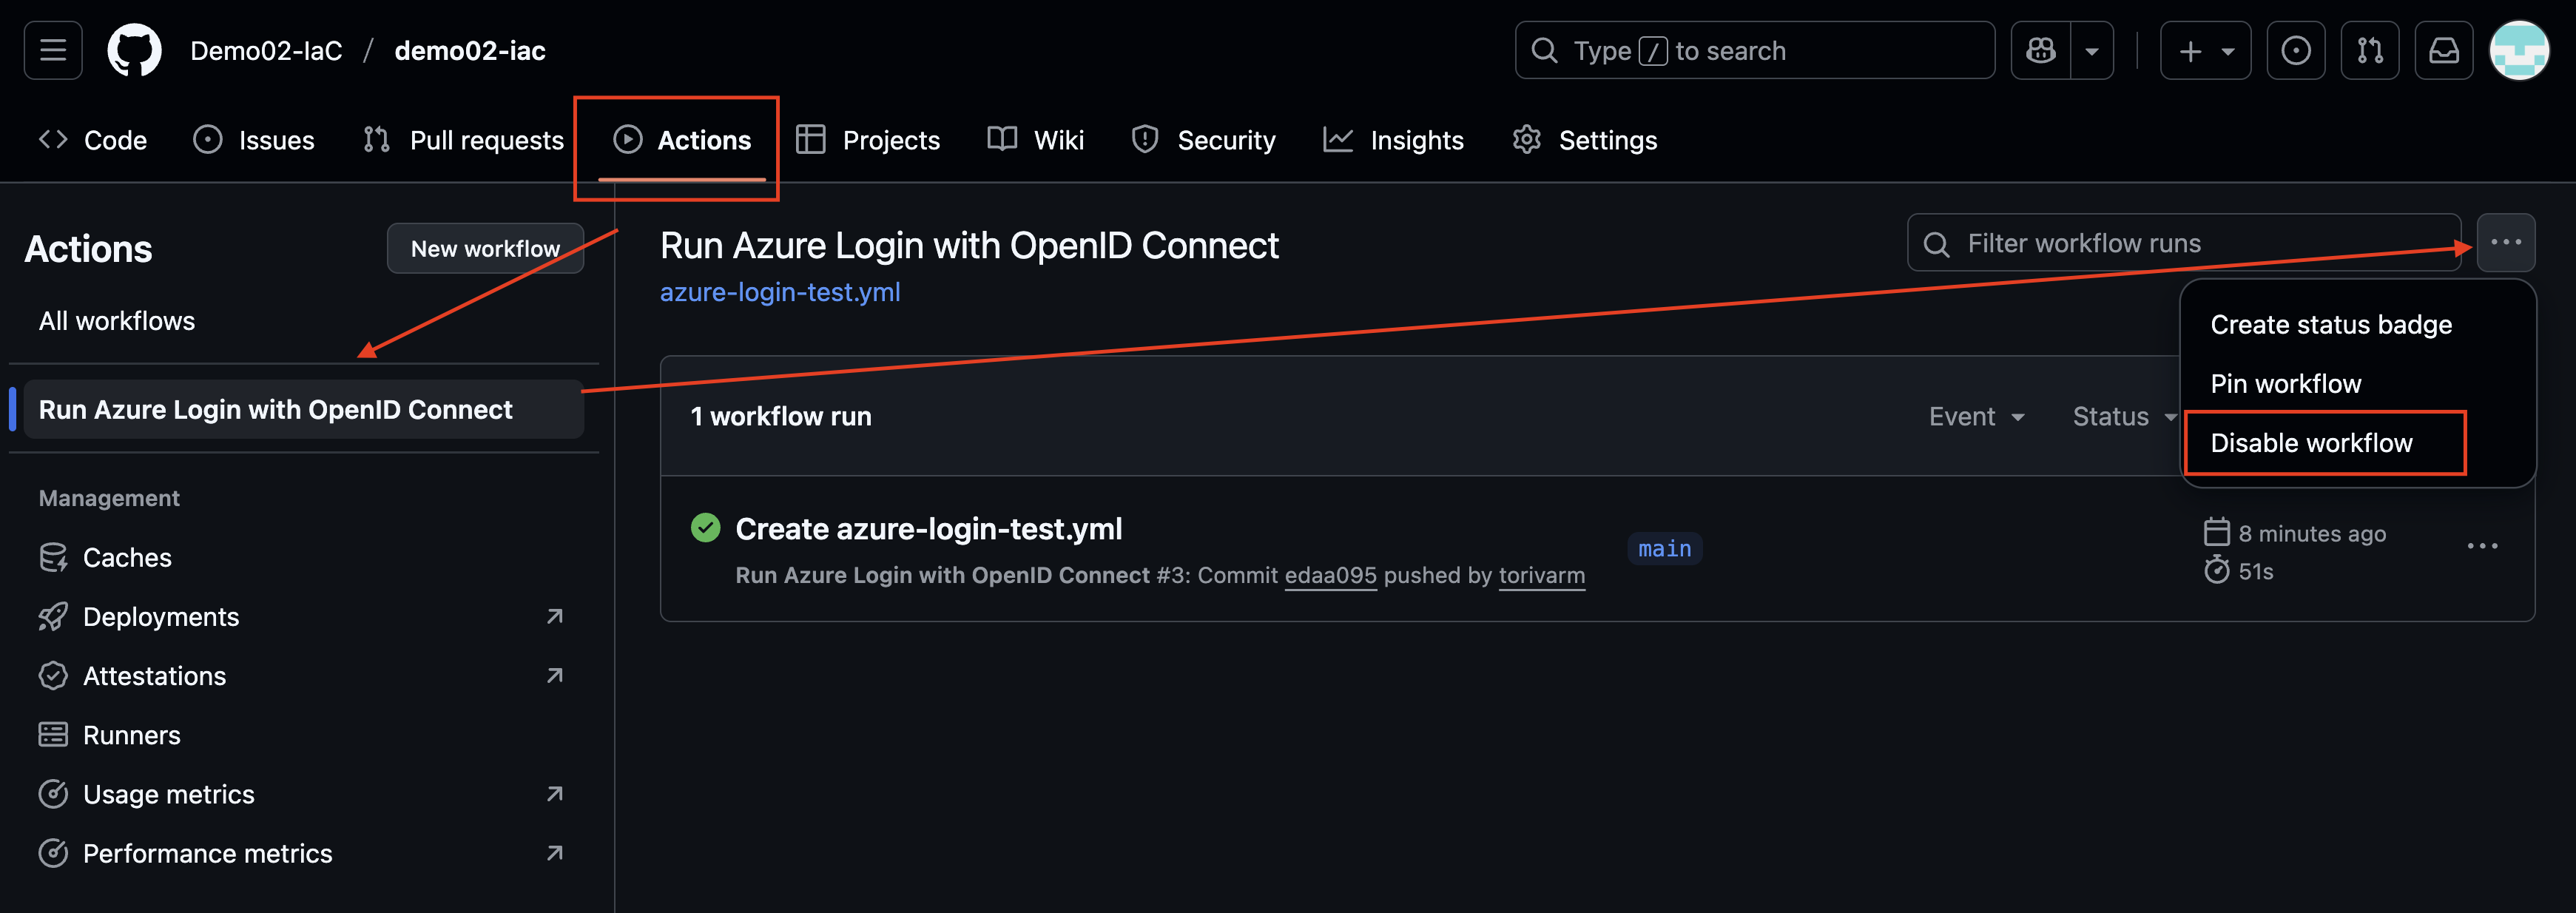 Demo02-IaC / demo02-iac
Type / to search
Code Issues Pull requests Actions Projects Wiki Security Insights Settings
Actions
New workflow
All workflows
Run Azure Login with OpenID Connect
Management
Caches
Deployments
Attestations
Runners
Usage metrics
Performance metrics
Run Azure Login with OpenID Connect
azure-login-test.yml
Filter workflow runs
Create status badge
Pin workflow
Disable workflow
1 workflow run
Event Status
Create azure-login-test.yml
Run Azure Login with OpenID Connect #3: Commit edaa095 pushed by torivarm
main
8 minutes ago
51s